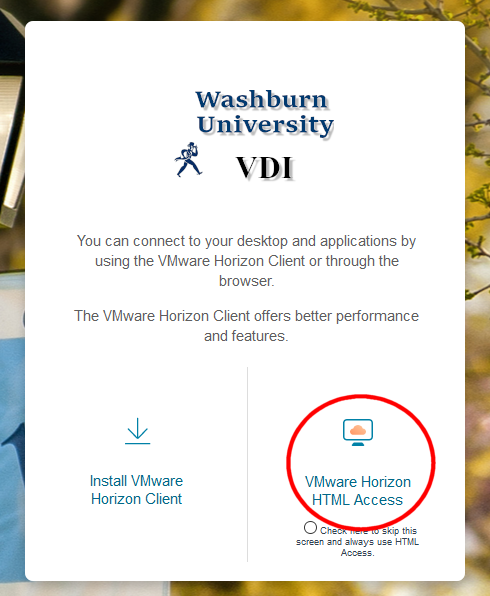 Washburn
University
VDI
You can connect to your desktop and applications by
using the VMware Horizon Client or through the
browser.
The VMware Horizon Client offers better performance
and features.
Install VMware
Horizon Client
VMware Horizon
HTML Access
Check here to skip this
screen and always use HTML
Access.